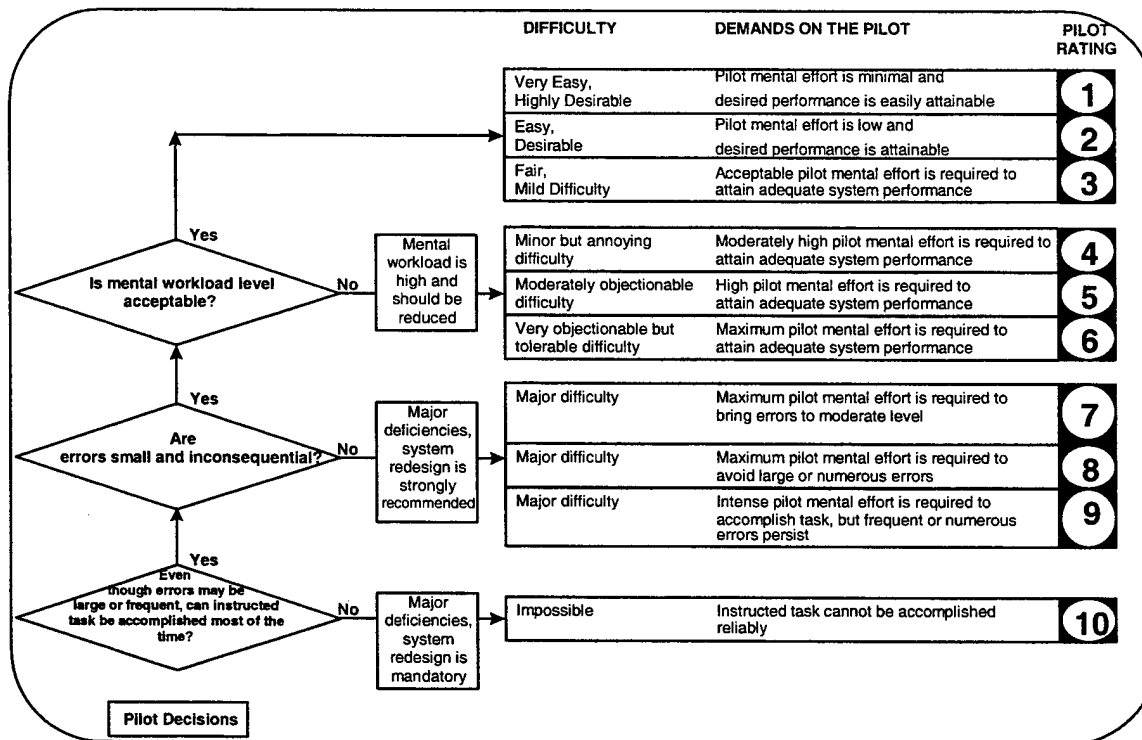 DIFFICULTY
DEMANDS ON THE PILOT
PILOT
RATING
Very Easy,
Highly Desirable
Pilot mental effort is minimal and
desired performance is easily attainable
1
Easy,
Desirable
Pilot mental effort is low and
desired performance is attainable
2
Fair,
Mild Difficulty
Acceptable pilot mental effort is required to
attain adequate system performance
3
Yes
Is mental workload level
acceptable?
No
Mental
workload is
high and
should be
reduced
Minor but annoying
difficulty
Moderately high pilot mental effort is required to
attain adequate system performance
4
Moderately objectionable
difficulty
High pilot mental effort is required to
attain adequate system performance
5
Very objectionable but
tolerable difficulty
Maximum pilot mental effort is required to
attain adequate system performance
6
Yes
Are
errors small and inconsequential?
No
Major
deficiencies,
system
redesign is
strongly
recommended
Major difficulty
Maximum pilot mental effort is required to
bring errors to moderate level
7
Major difficulty
Maximum pilot mental effort is required to
avoid large or numerous errors
8
Major difficulty
Intense pilot mental effort is required to
accomplish task, but frequent or numerous
errors persist
9
Yes
Even
though errors may be
large or frequent, can instructed
task be accomplished most of the
time?
No
Major
deficiencies,
system
redesign is
mandatory
Impossible
Instructed task cannot be accomplished
reliably
10
Pilot Decisions